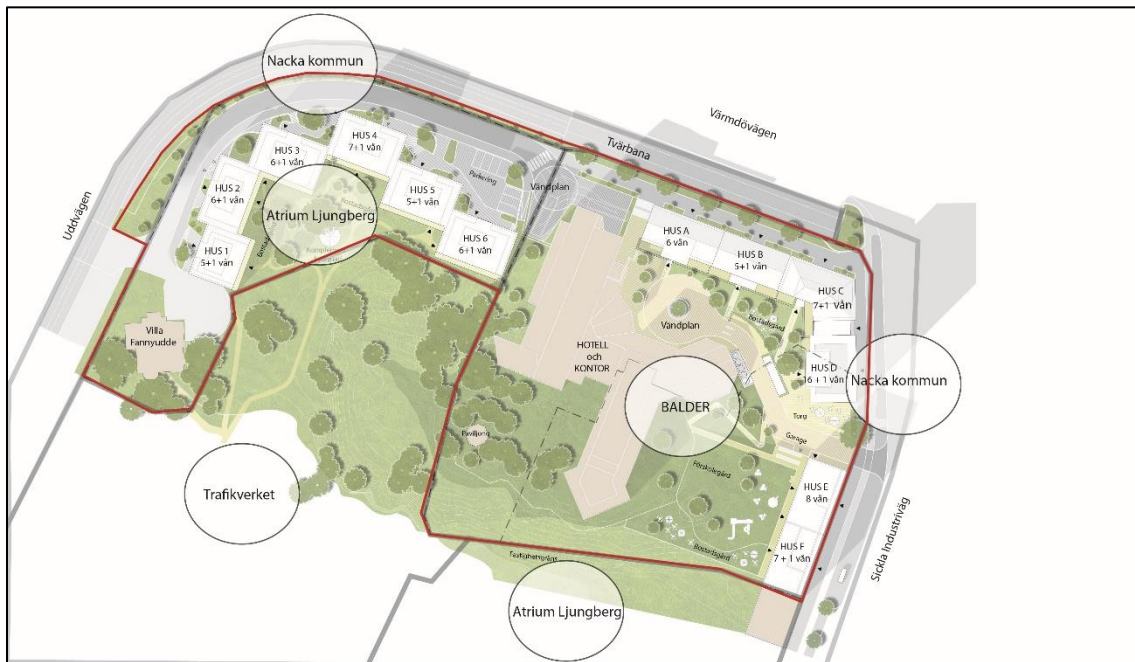 Nacka kommun
Värmdövägen
Tvärbana
HUS 4
7+1 vån
HUS 3
6+1 vån
Parkering
Vändplan
HUS 5
5+1 vån
HUS 2
6+1 vån
Uddvägen
Atrium Ljungberg
HUS 6
6+1 vån
HUS 1
5+1 vån
HUS A
6 vån
HUS B
5+1 vån
HUS C
7+1 vån
Bostadsgård
Vändplan
Villa
Fannyudde
HOTELL
och
KONTOR
HUS D
16 + 1 vån
Nacka kommun
BALDER
Torg
Garage
Paviljong
Förskolegård
HUS E
8 vån
Trafikverket
Bostadsgård
HUS F
7 + 1 vån
Fastighetsgräns
Sickla Industriväg
Atrium Ljungberg